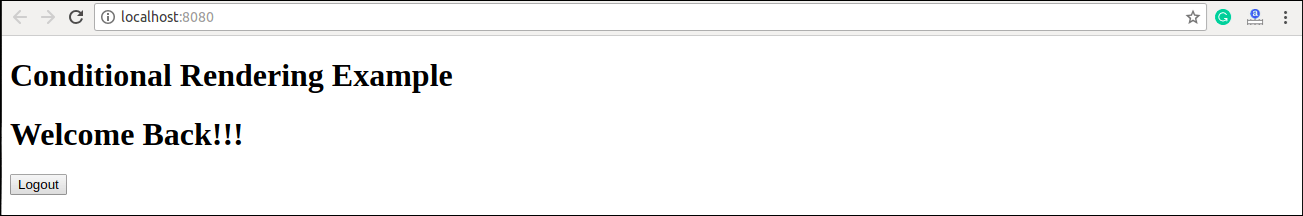 localhost:8080
Conditional Rendering Example
Welcome Back!!!
Logout